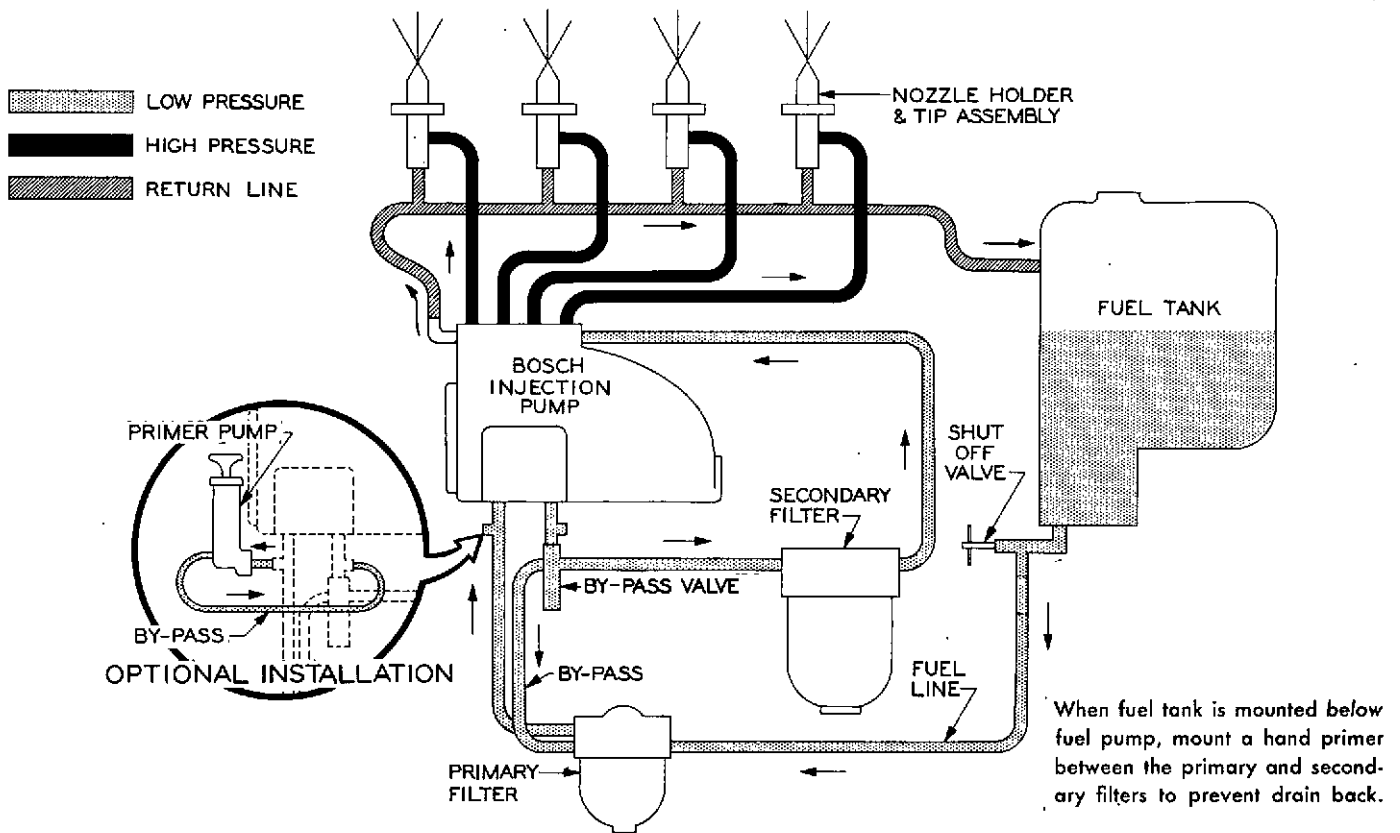 LOW PRESSURE
HIGH PRESSURE
RETURN LINE
NOZZLE HOLDER
& TIP ASSEMBLY
FUEL TANK
BOSCH
INJECTION
PUMP
PRIMER PUMP
SHUT
OFF
VALVE
SECONDARY
FILTER
BY-PASS VALVE
BY-PASS
OPTIONAL INSTALLATION
BY-PASS
FUEL
LINE
PRIMARY
FILTER
When fuel tank is mounted below
fuel pump, mount a hand primer
between the primary and second-
ary filters to prevent drain back.